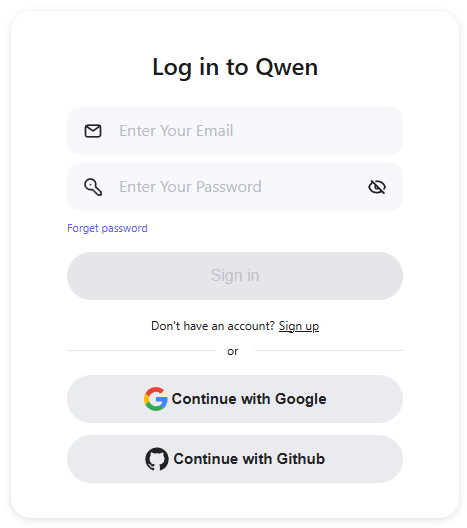 Log in to Qwen
Enter Your Email
Enter Your Password
Forget password
Sign in
Don't have an account? Sign up
or
Continue with Google
Continue with Github